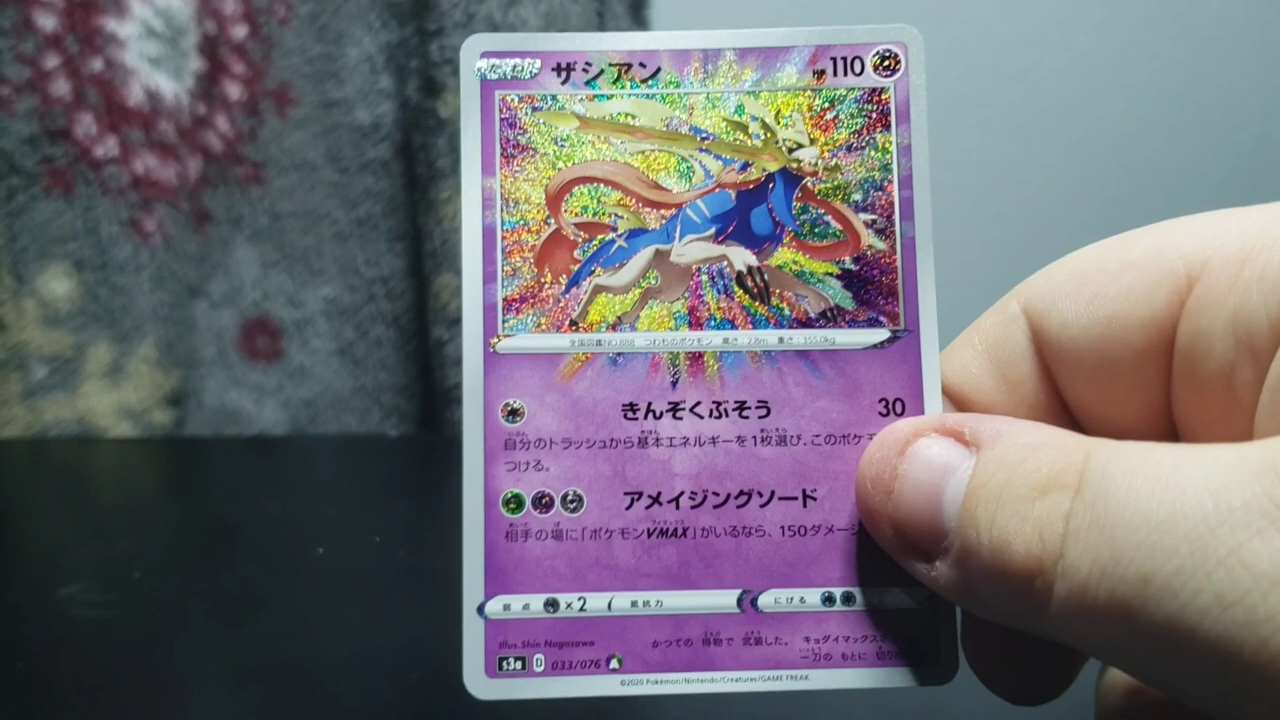 ザシアン HP 110
全国図鑑NO.888 つわものポケモン 高さ：2.8m 重さ：355.0kg
きんぞくぶそう 30
自分のトラッシュから基本エネルギーを1枚選び、このポケモ
つける。
アメイジングソード
相手の場に「ポケモンVMAX」がいるなら、150ダメージ
弱点 ×2 抵抗力 にげる
Illus.Shin Nagasawa
かつての 得物で 武装した。 キョダイマックスポ
一刀の もとに 切り
s3a D 033/076
©2020 Pokémon/Nintendo/Creatures/GAME FREAK.